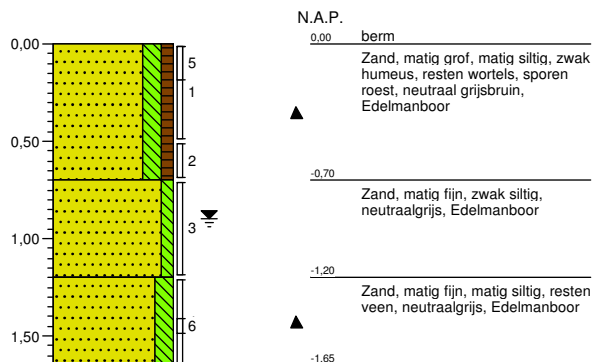 N.A.P.
0,00
0,00
berm
Zand, matig grof, matig siltig, zwak
humeus, resten wortels, sporen
roest, neutraal grijsbruin,
Edelmanboor
5
1
0,50
2
-0,70
Zand, matig fijn, zwak siltig,
neutraalgrijs, Edelmanboor
3
1,00
-1,20
Zand, matig fijn, matig siltig, resten
veen, neutraalgrijs, Edelmanboor
6
1,50
-1,65